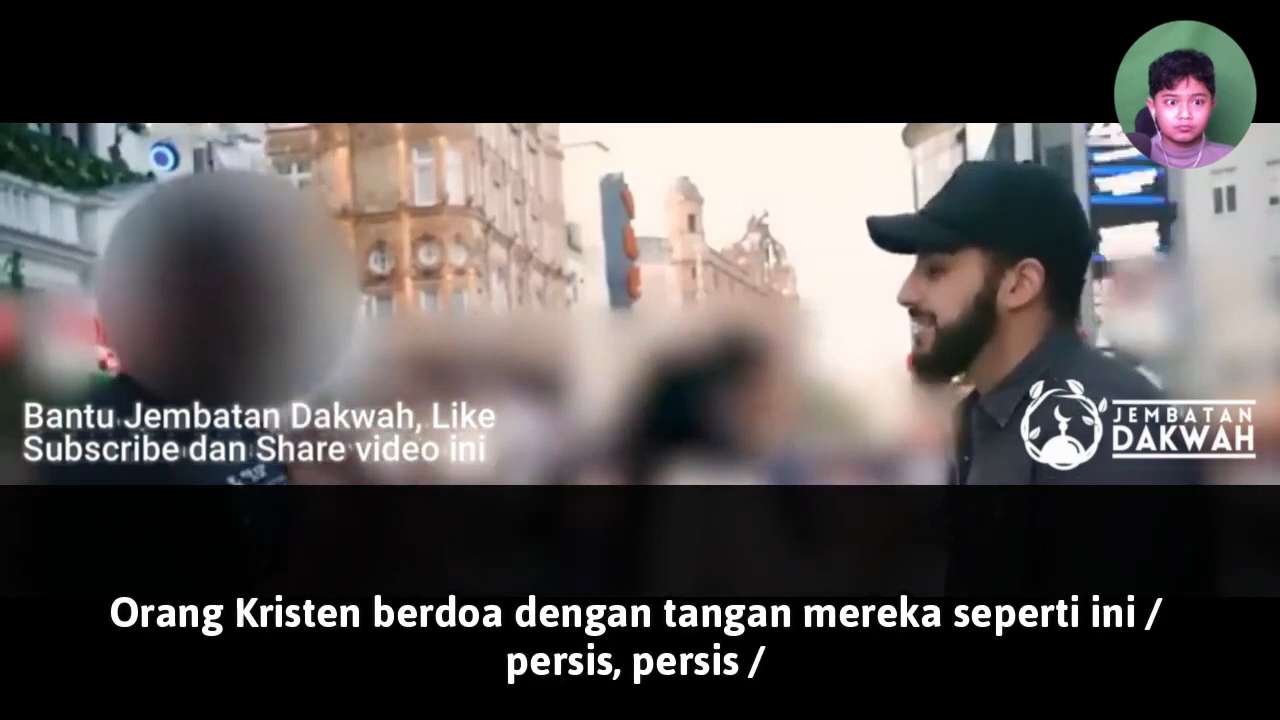 Bantu Jembatan Dakwah, Like
Subscribe dan Share video ini
JEMBATAN
DAKWAH
Orang Kristen berdoa dengan tangan mereka seperti ini /
persis, persis /